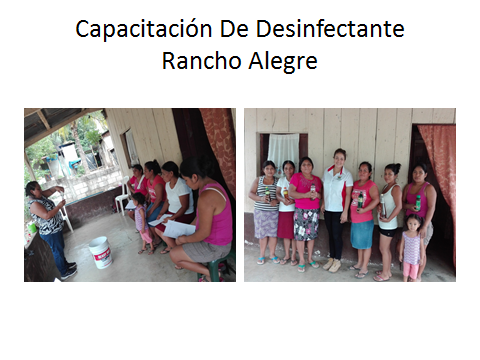 Capacitación De Desinfectante
Rancho Alegre